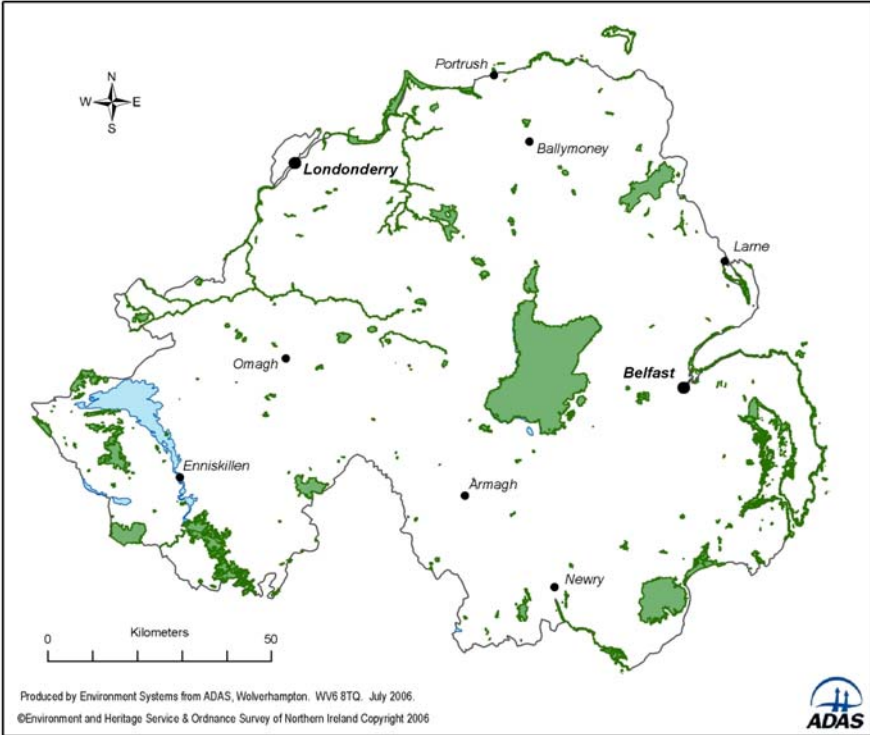 Portrush
N
W E
S
Ballymoney
Londonderry
Larne
Omagh
Belfast
Enniskillen
Armagh
Newry
0 Kilometers 50
Produced by Environment Systems from ADAS, Wolverhampton. WV6 8TQ. July 2006.
©Environment and Heritage Service & Ordnance Survey of Northern Ireland Copyright 2006
ADAS